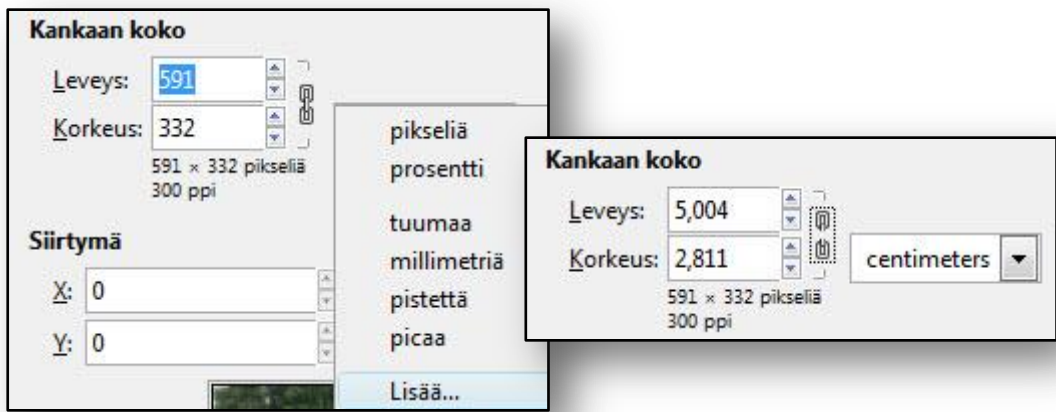 Kankaan koko
Leveys: 591
Korkeus: 332
591 × 332 pikseliä
300 ppi
Siirtymä
X: 0
Y: 0
pikseliä
prosentti
tuumaa
millimetriä
pistettä
picaa
Lisää...
Kankaan koko
Leveys: 5,004
Korkeus: 2,811
centimeters
591 × 332 pikseliä
300 ppi